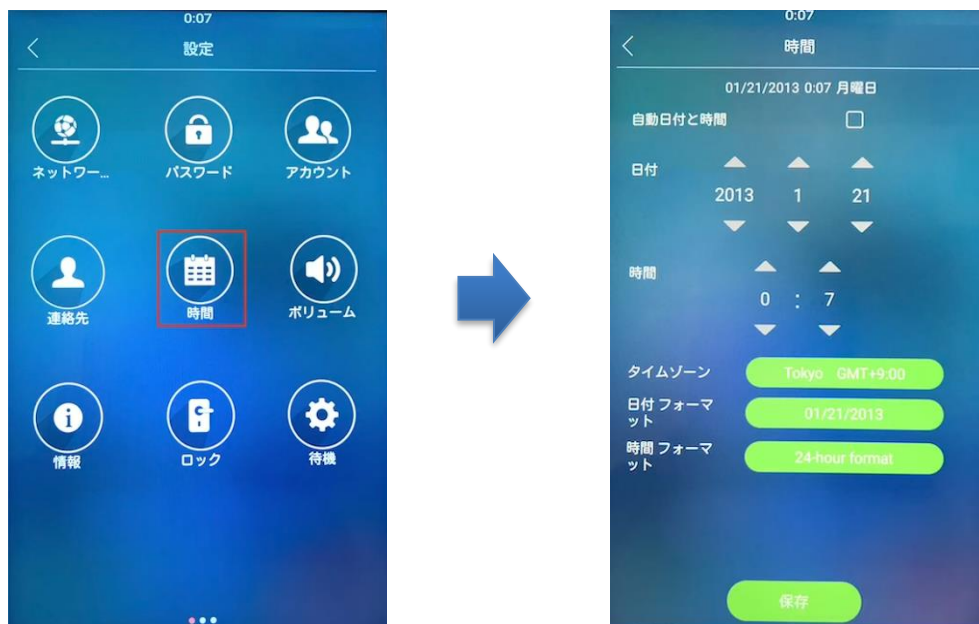 0:07
設定
ネットワー...
パスワード
アカウント
連絡先
時間
ボリューム
情報
ロック
待機
0:07
時間
01/21/2013 0:07 月曜日
自動日付と時間
日付
2013 1 21
時間
0 : 7
タイムゾーン
Tokyo GMT+9:00
日付 フォーマ
ット
01/21/2013
時間 フォーマ
ット
24-hour format
保存